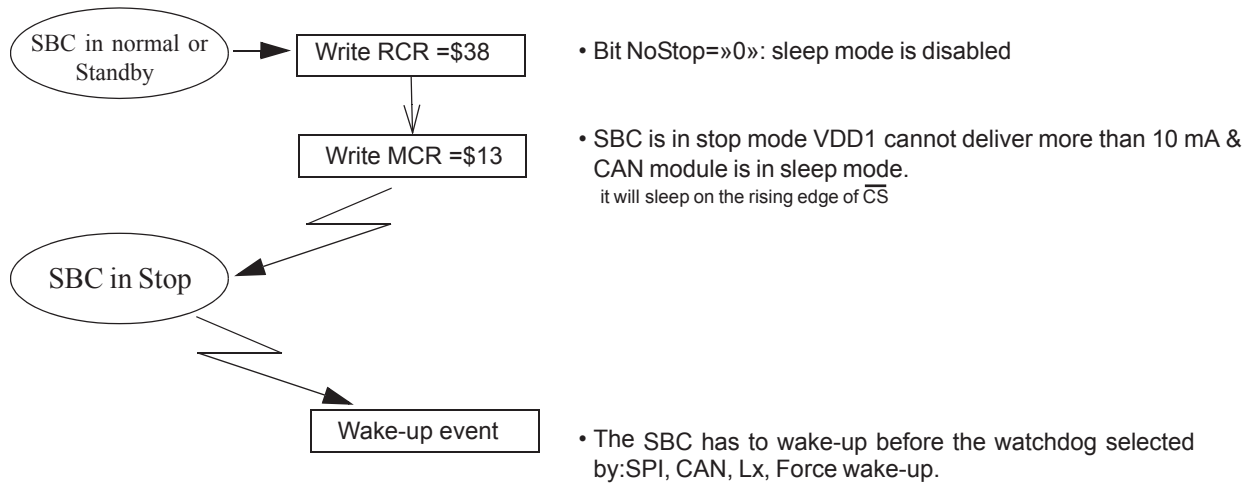 SBC in normal or
Standby
Write RCR =$38
• Bit NoStop=»0»: sleep mode is disabled
Write MCR =$13
• SBC is in stop mode VDD1 cannot deliver more than 10 mA &
CAN module is in sleep mode.
it will sleep on the rising edge of C̅S̅
SBC in Stop
Wake-up event
• The SBC has to wake-up before the watchdog selected
by:SPI, CAN, Lx, Force wake-up.